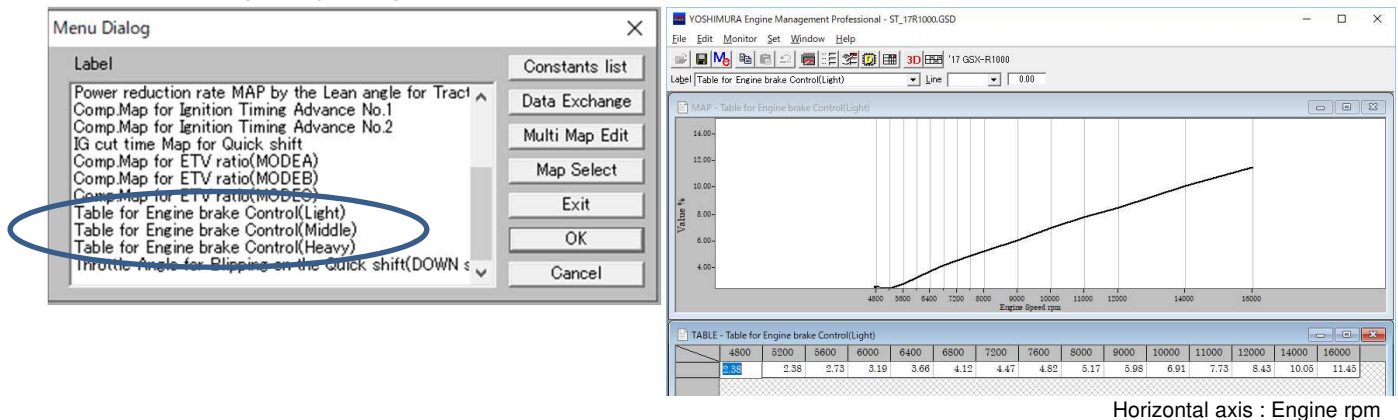 Menu Dialog
Label
Power reduction rate MAP by the Lean angle for Tract
Comp.Map for Ignition Timing Advance No.1
Comp.Map for Ignition Timing Advance No.2
IG cut time Map for Quick shift
Comp.Map for ETV ratio(MODEA)
Comp.Map for ETV ratio(MODEB)
Comp.Map for ETV ratio(MODEC)
Table for Engine brake Control(Light)
Table for Engine brake Control(Middle)
Table for Engine brake Control(Heavy)
Throttle Angle for Blipping on the Quick shift(DOWN s
Constants list
Data Exchange
Multi Map Edit
Map Select
Exit
OK
Cancel
YOSHIMURA Engine Management Professional - ST_17R1000.GSD
File Edit Monitor Set Window Help
3D '17 GSX-R1000
Label Table for Engine brake Control(Light) Line 0.00
MAP - Table for Engine brake Control(Light)
14.00
12.00
10.00
8.00
6.00
4.00
Value %
4800 5600 6400 7200 8000 9000 10000 11000 12000 14000 16000
Engine Speed rpm
TABLE - Table for Engine brake Control(Light)
4800 5200 5600 6000 6400 6800 7200 7600 8000 9000 10000 11000 12000 14000 16000
2.38 2.38 2.73 3.19 3.66 4.12 4.47 4.82 5.17 5.98 6.91 7.73 8.43 10.05 11.45
Horizontal axis : Engine rpm